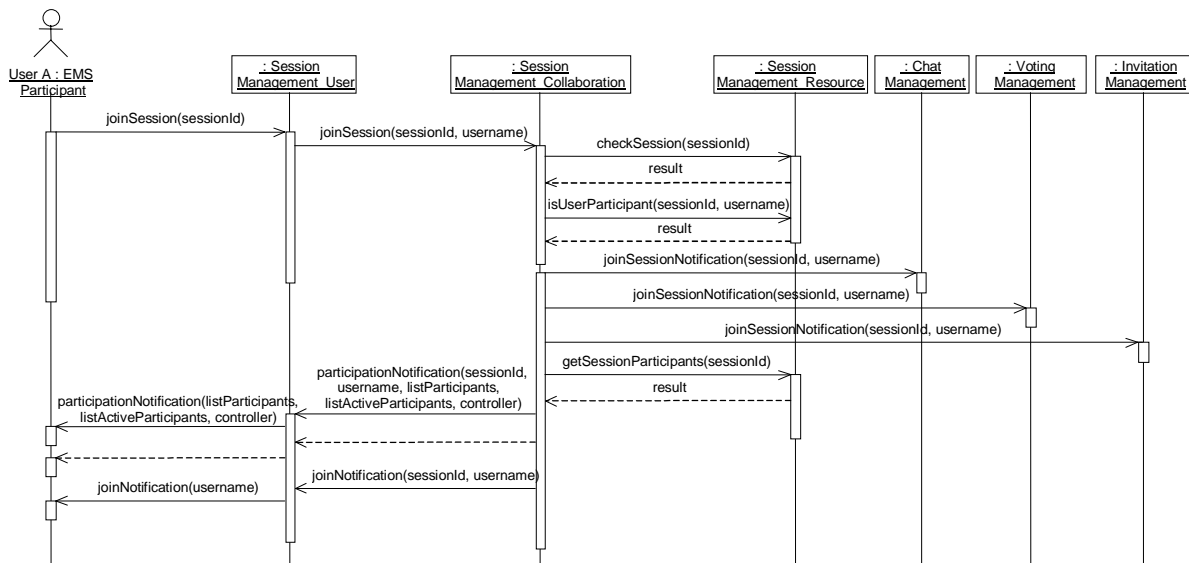 User A : EMS
Participant
: Session
Management_User
: Session
Management_Collaboration
: Session
Management_Resource
: Chat
Management
: Voting
Management
: Invitation
Management
joinSession(sessionId)
joinSession(sessionId, username)
checkSession(sessionId)
result
isUserParticipant(sessionId, username)
result
joinSessionNotification(sessionId, username)
joinSessionNotification(sessionId, username)
joinSessionNotification(sessionId, username)
getSessionParticipants(sessionId)
result
participationNotification(sessionId,
username, listParticipants,
listActiveParticipants, controller)
participationNotification(listParticipants,
listActiveParticipants, controller)
joinNotification(sessionId, username)
joinNotification(username)